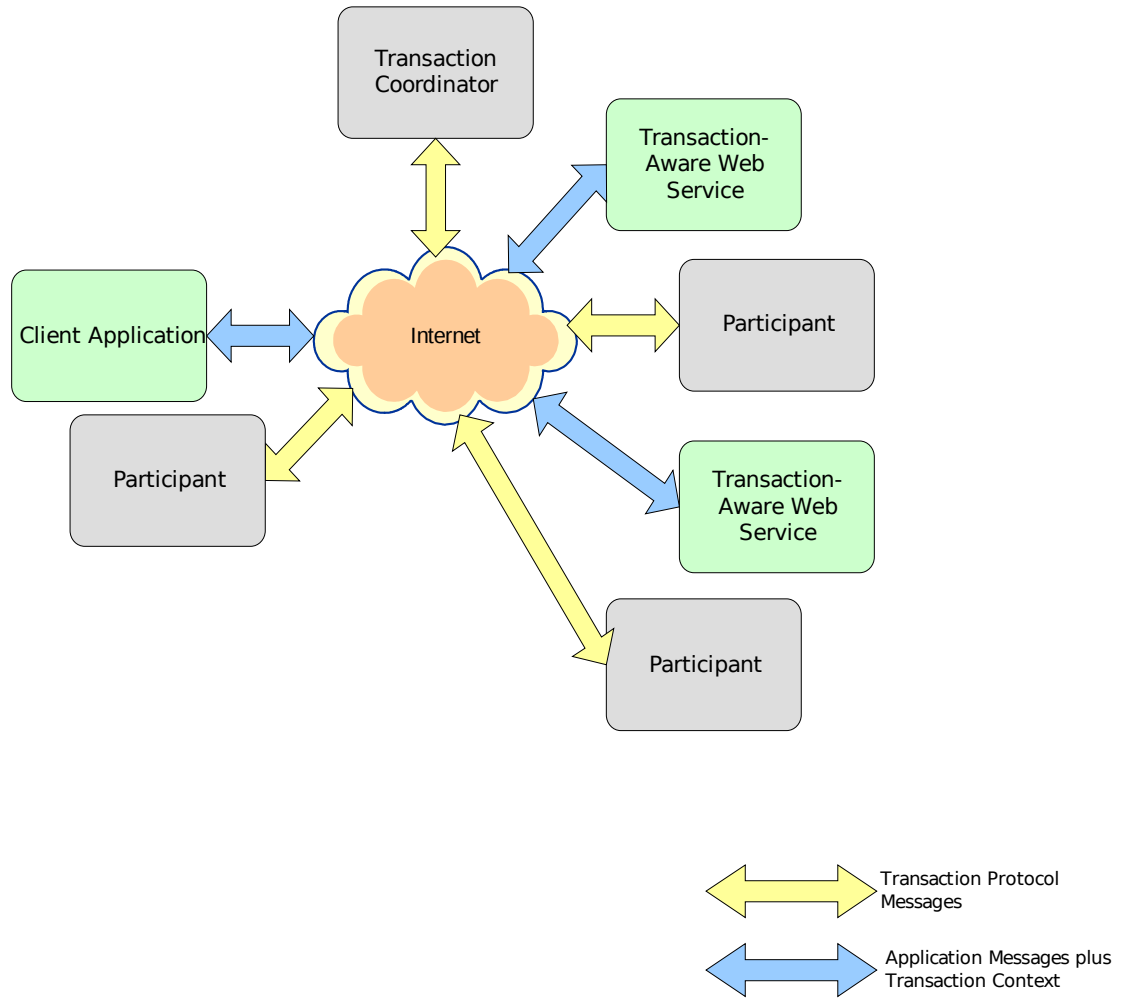 Transaction
Coordinator
Transaction-
Aware Web
Service
Client Application
Internet
Participant
Participant
Transaction-
Aware Web
Service
Participant
Transaction Protocol
Messages
Application Messages plus
Transaction Context